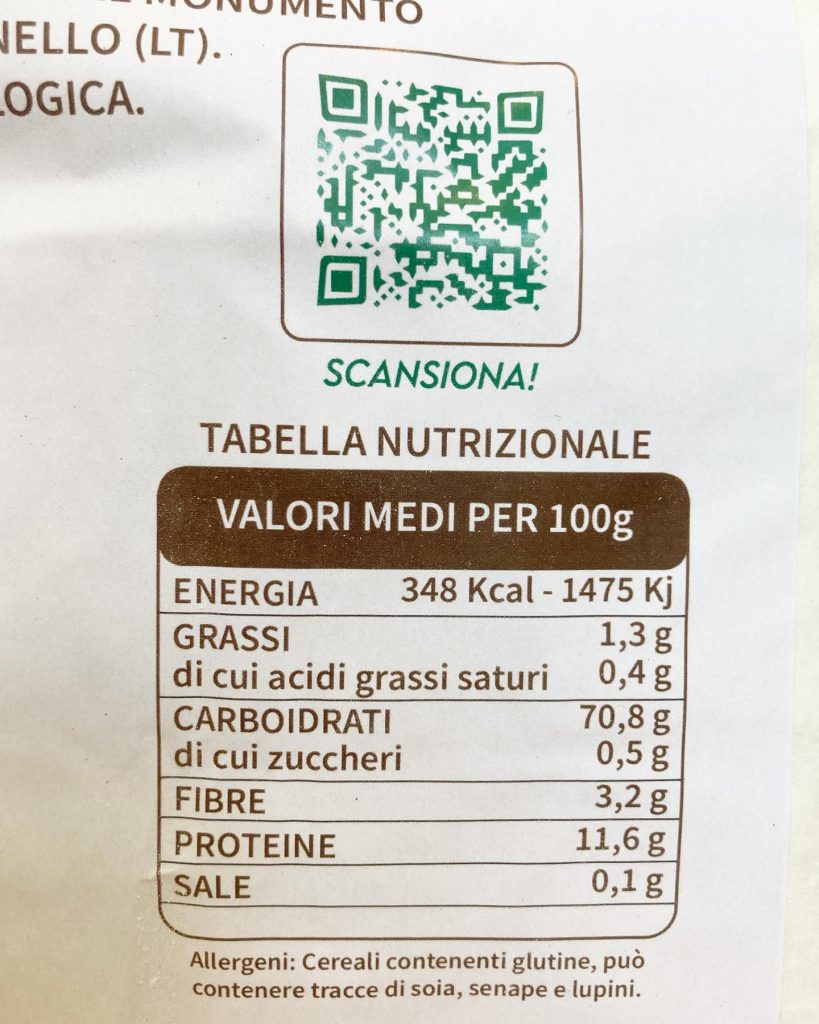 MONUMENTO
NELLO (LT).
LOGICA.
SCANSIONA!
TABELLA NUTRIZIONALE
VALORI MEDI PER 100g
ENERGIA 348 Kcal - 1475 Kj
GRASSI 1,3 g
di cui acidi grassi saturi 0,4 g
CARBOIDRATI 70,8 g
di cui zuccheri 0,5 g
FIBRE 3,2 g
PROTEINE 11,6 g
SALE 0,1 g
Allergeni: Cereali contenenti glutine, può
contenere tracce di soia, senape e lupini.